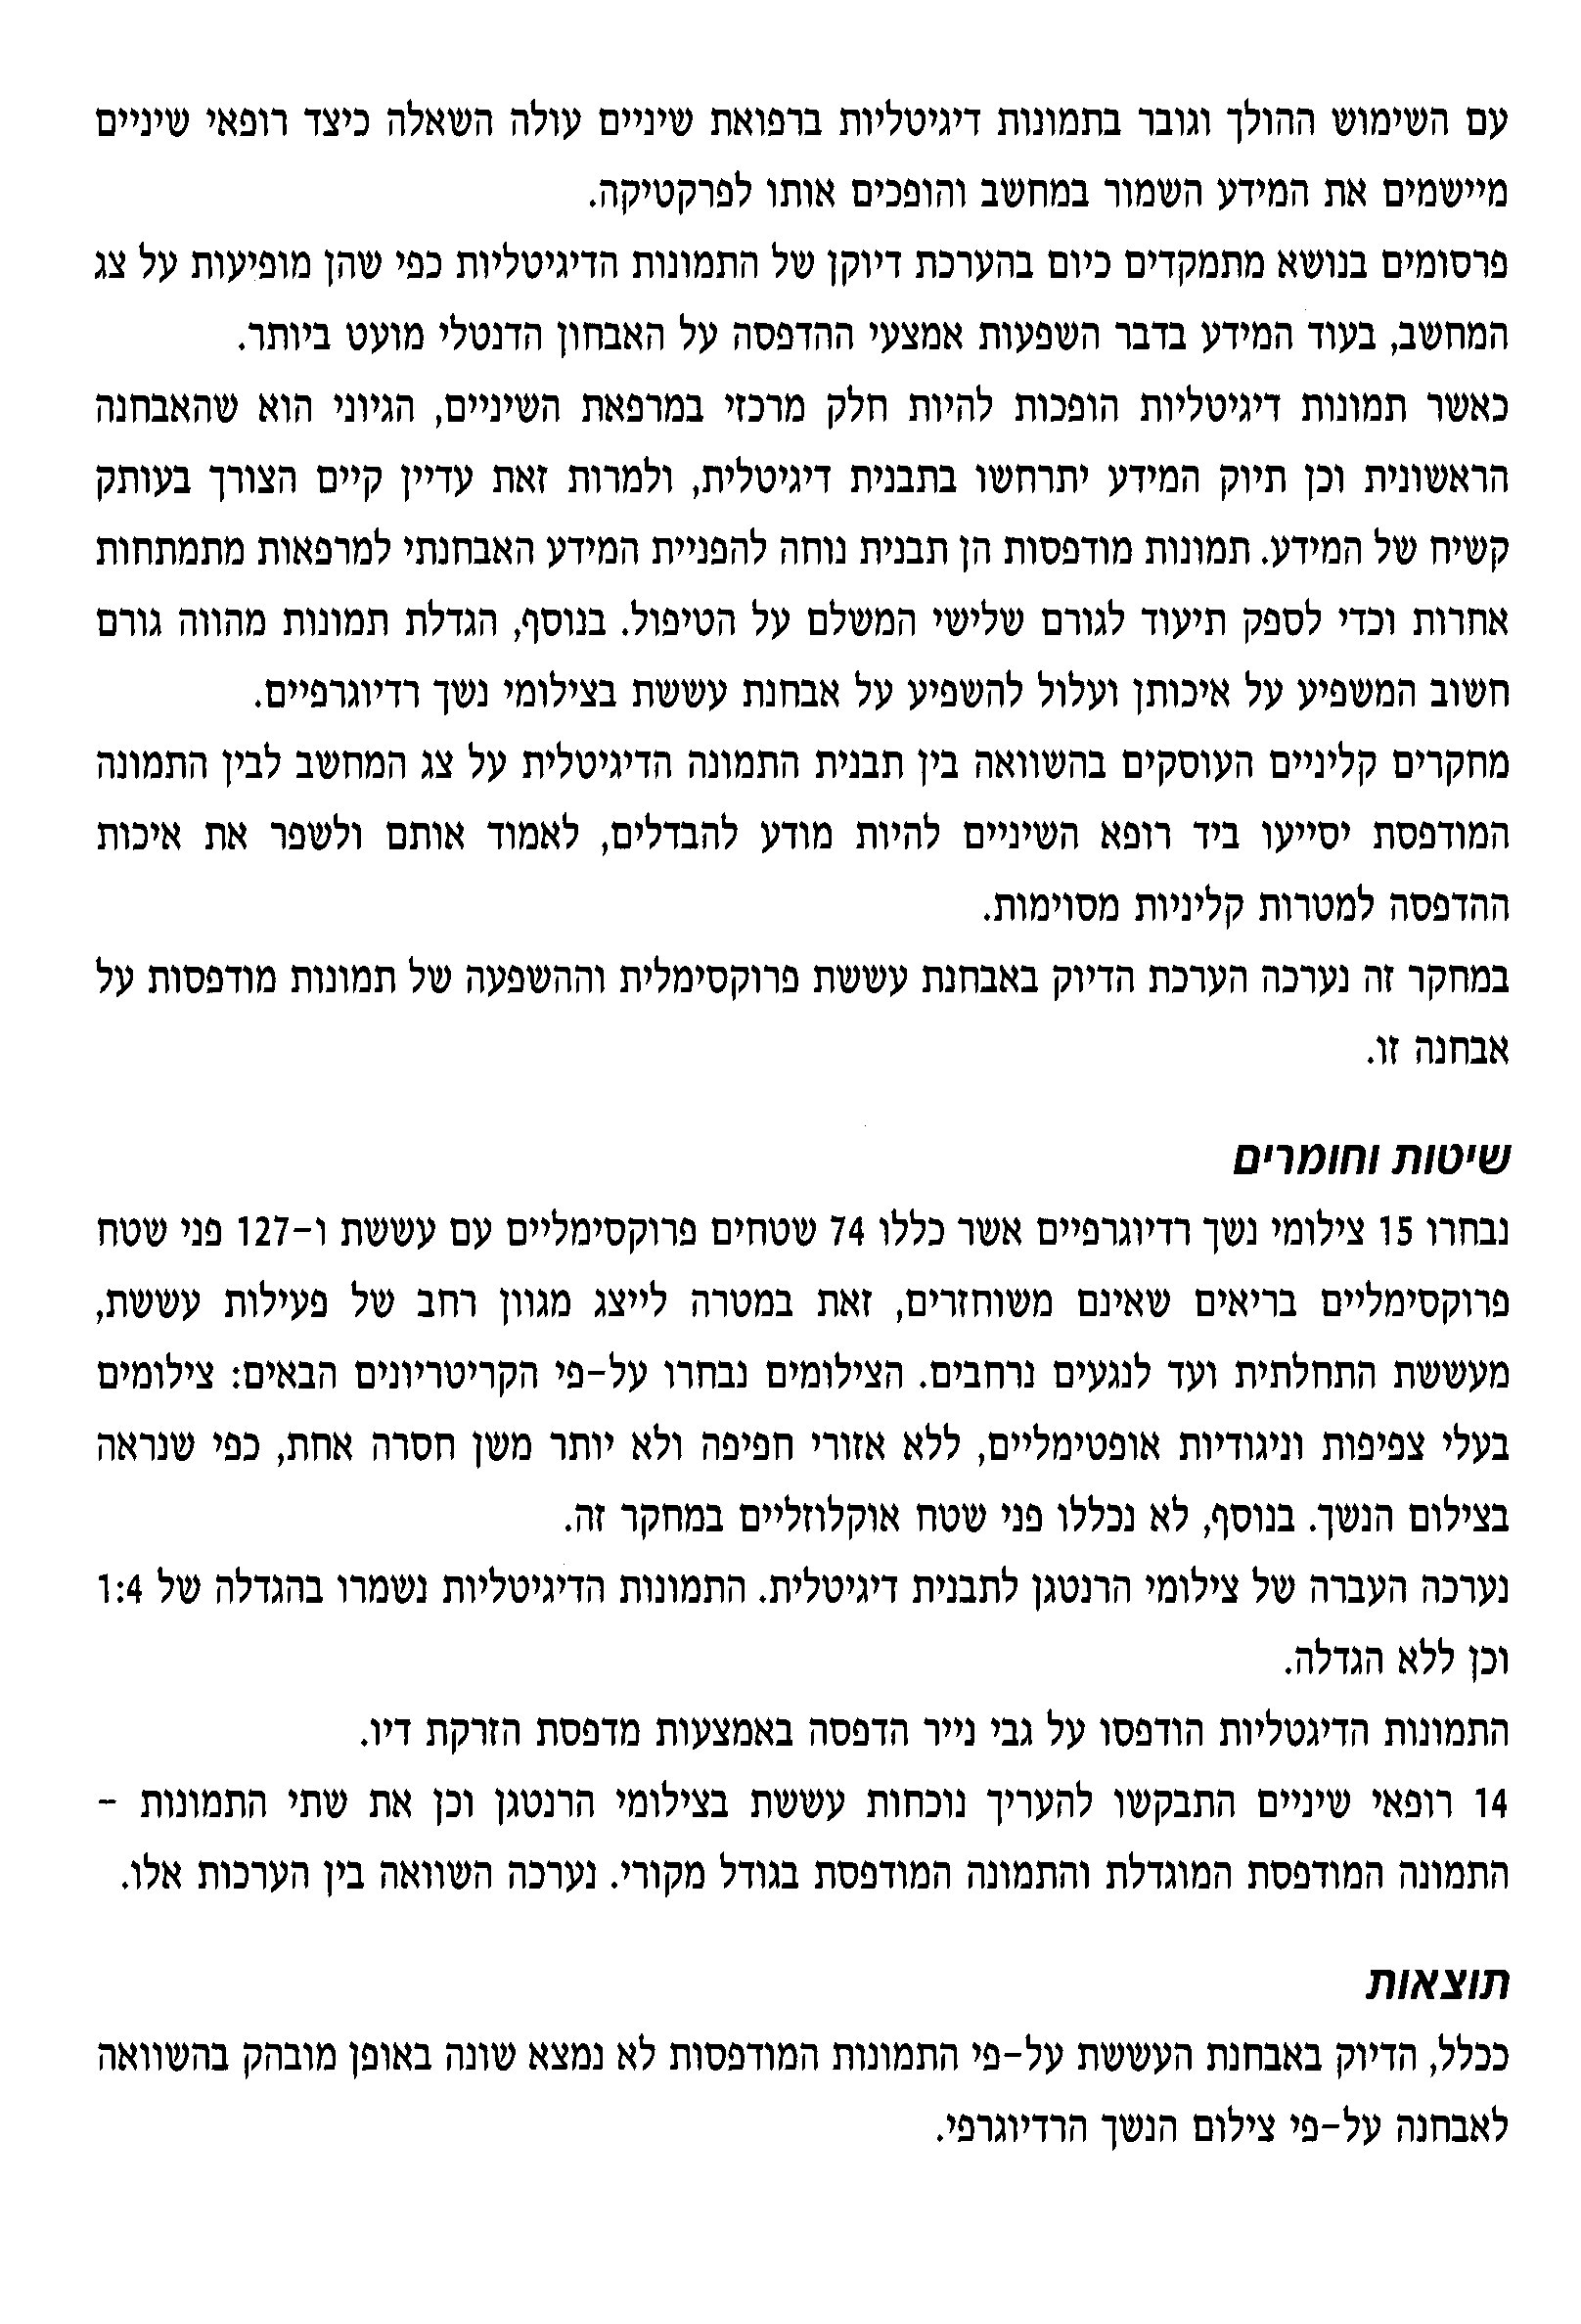 עם השימוש ההולך וגובר בתמונות דיגיטליות ברפואת שיניים עולה השאלה כיצד רופאי שיניים
מיישמים את המידע השמור במחשב והופכים אותו לפרקטיקה.
פרסומים בנושא מתמקדים כיום בהערכת דיוקן של התמונות הדיגיטליות כפי שהן מופיעות על צג
המחשב, בעוד המידע בדבר השפעות אמצעי ההדפסה על האבחון הדנטלי מועט ביותר.
כאשר תמונות דיגיטליות הופכות להיות חלק מרכזי במרפאת השיניים, הגיוני הוא שהאבחנה
הראשונית וכן תיוק המידע יתרחשו בתבנית דיגיטלית, ולמרות זאת עדיין קיים הצורך בעותק
קשיח של המידע. תמונות מודפסות הן תבנית נוחה להפניית המידע האבחנתי למרפאות מתמתחות
אחרות וכדי לספק תיעוד לגורם שלישי המשלם על הטיפול. בנוסף, הגדלת תמונות מהווה גורם
חשוב המשפיע על איכותן ועלול להשפיע על אבחנת עששת בצילומי נשך רדיוגרפיים.
מחקרים קליניים העוסקים בהשוואה בין תבנית התמונה הדיגיטלית על צג המחשב לבין התמונה
המודפסת יסייעו ביד רופא השיניים להיות מודע להבדלים, לאמוד אותם ולשפר את איכות
ההדפסה למטרות קליניות מסוימות.
במחקר זה נערכה הערכת הדיוק באבחנת עששת פרוקסימלית וההשפעה של תמונות מודפסות על
אבחנה זו.
שיטות וחומרים
נבחרו 15 צילומי נשך רדיוגרפיים אשר כללו 74 שטחים פרוקסימליים עם עששת ו-127 פני שטח
פרוקסימליים בריאים שאינם משוחזרים, זאת במטרה לייצג מגוון רחב של פעילות עששת,
מעששת התחלתית ועד לנגעים נרחבים. הצילומים נבחרו על-פי הקריטריונים הבאים: צילומים
בעלי צפיפות וניגודיות אופטימליים, ללא אזורי חפיפה ולא יותר משן חסרה אחת, כפי שנראה
בצילום הנשך. בנוסף, לא נכללו פני שטח אוקלוזליים במחקר זה.
נערכה העברה של צילומי הרנטגן לתבנית דיגיטלית. התמונות הדיגיטליות נשמרו בהגדלה של 1:4
וכן ללא הגדלה.
התמונות הדיגטליות הודפסו על גבי נייר הדפסה באמצעות מדפסת הזרקת דיו.
14 רופאי שיניים התבקשו להעריך נוכחות עששת בצילומי הרנטגן וכן את שתי התמונות -
התמונה המודפסת המוגדלת והתמונה המודפסת בגודל מקורי. נערכה השוואה בין הערכות אלו.
תוצאות
ככלל, הדיוק באבחנת העששת על-פי התמונות המודפסות לא נמצא שונה באופן מובהק בהשוואה
לאבחנה על-פי צילום הנשך הרדיוגרפי.